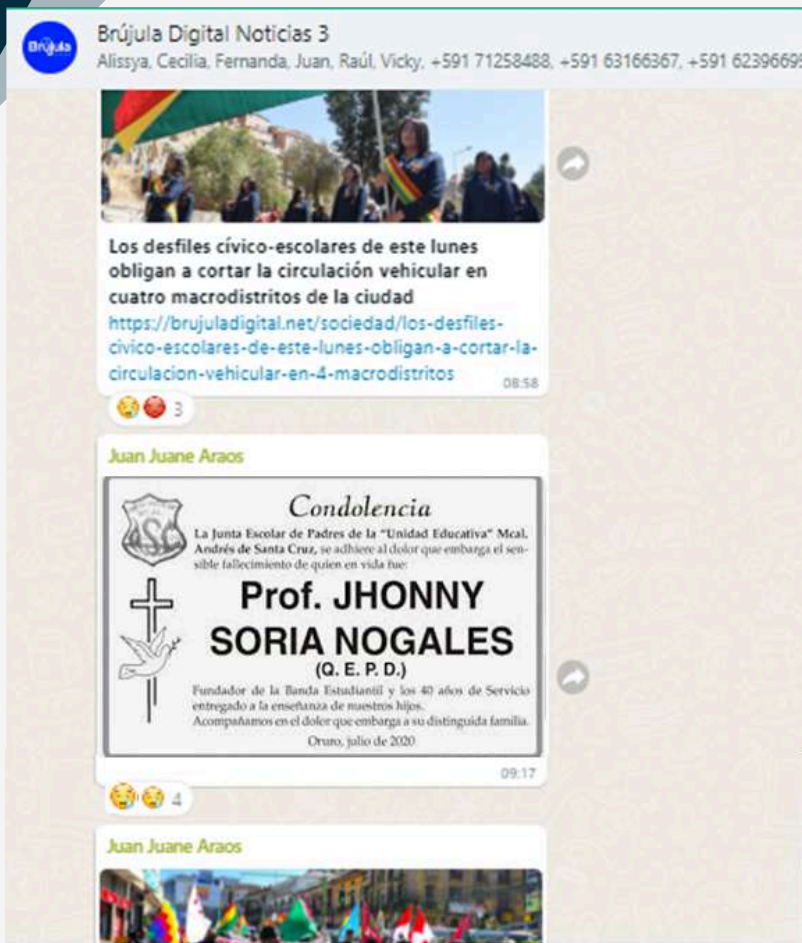 Brújula
Brújula Digital Noticias 3
Alissya, Cecilia, Fernanda, Juan, Raúl, Vicky, +591 71258488, +591 63166367, +591 62396695
Los desfiles cívico-escolares de este lunes
obligan a cortar la circulación vehicular en
cuatro macrodistritos de la ciudad
https://brujuladigital.net/sociedad/los-desfiles-
civico-escolares-de-este-lunes-obligan-a-cortar-la-
circulacion-vehicular-en-4-macrodistritos
08:58
3
Juan Juane Araos
ASC
Condolencia
La Junta Escolar de Padres de la "Unidad Educativa" Mcal.
Andrés de Santa Cruz, se adhiere al dolor que embarga el sen-
sible fallecimiento de quien en vida fue:
Prof. JHONNY
SORIA NOGALES
(Q. E. P. D.)
Fundador de la Banda Estudiantil y los 40 años de Servicio
entregado a la enseñanza de nuestros hijos.
Acompañamos en el dolor que embarga a su distinguida familia.
Oruro, julio de 2020
09:17
4
Juan Juane Araos